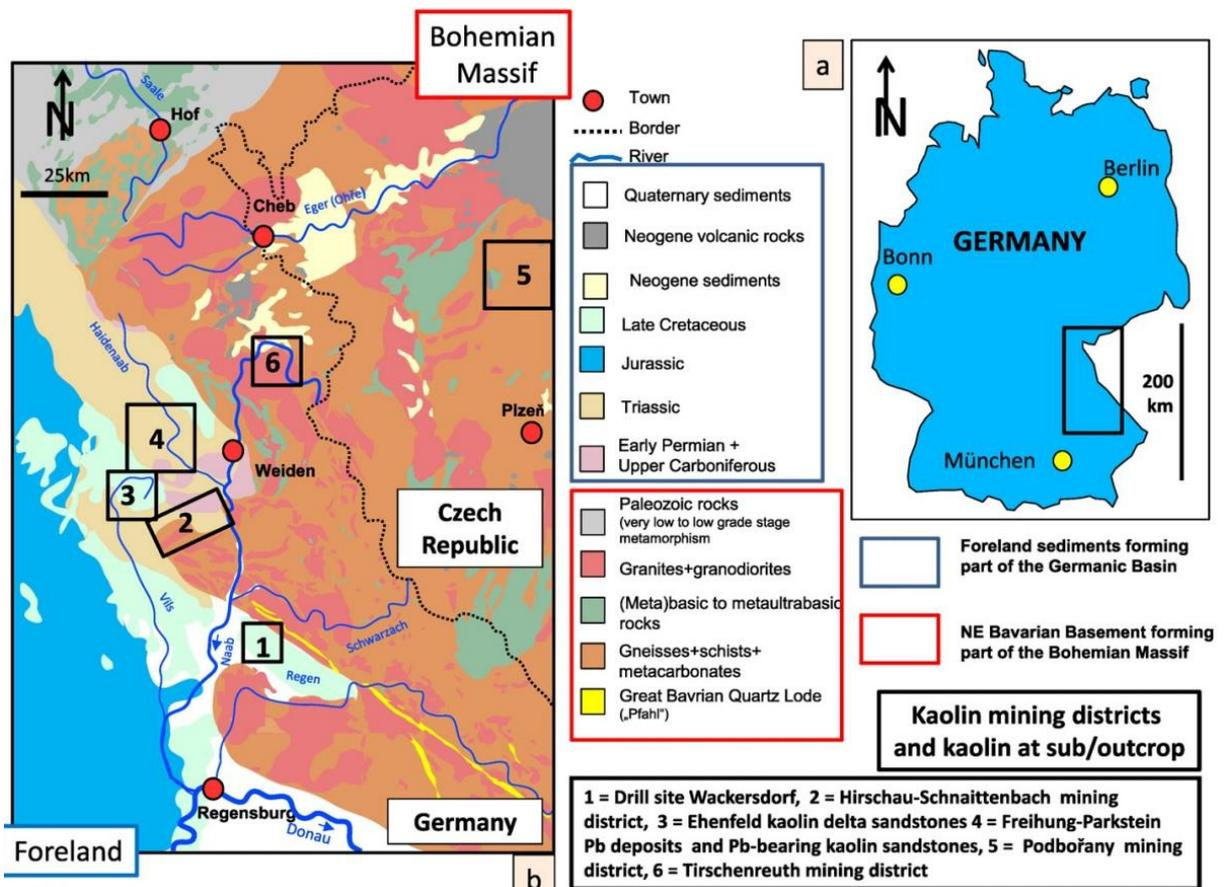 Bohemian
Massif
N
25km
Saale
Hof
Cheb
Eger (Ohře)
5
Haidenaab
6
Plzeň
4
Weiden
3
2
Czech
Republic
Vils
Naab
1
Schwarzach
Regen
Regensburg
Donau
Germany
Foreland
b
Town
Border
River
Quaternary sediments
Neogene volcanic rocks
Neogene sediments
Late Cretaceous
Jurassic
Triassic
Early Permian +
Upper Carboniferous
Paleozoic rocks
(very low to low grade stage
metamorphism
Granites+granodiorites
(Meta)basic to metaultrabasic
rocks
Gneisses+schists+
metacarbonates
Great Bavrian Quartz Lode
(„Pfahl")
a
N
Berlin
GERMANY
Bonn
200
km
München
Foreland sediments forming
part of the Germanic Basin
NE Bavarian Basement forming
part of the Bohemian Massif
Kaolin mining districts
and kaolin at sub/outcrop
1 = Drill site Wackersdorf, 2 = Hirschau-Schnaittenbach mining
district, 3 = Ehenfeld kaolin delta sandstones 4 = Freihung-Parkstein
Pb deposits and Pb-bearing kaolin sandstones, 5 = Podbořany mining
district, 6 = Tirschenreuth mining district